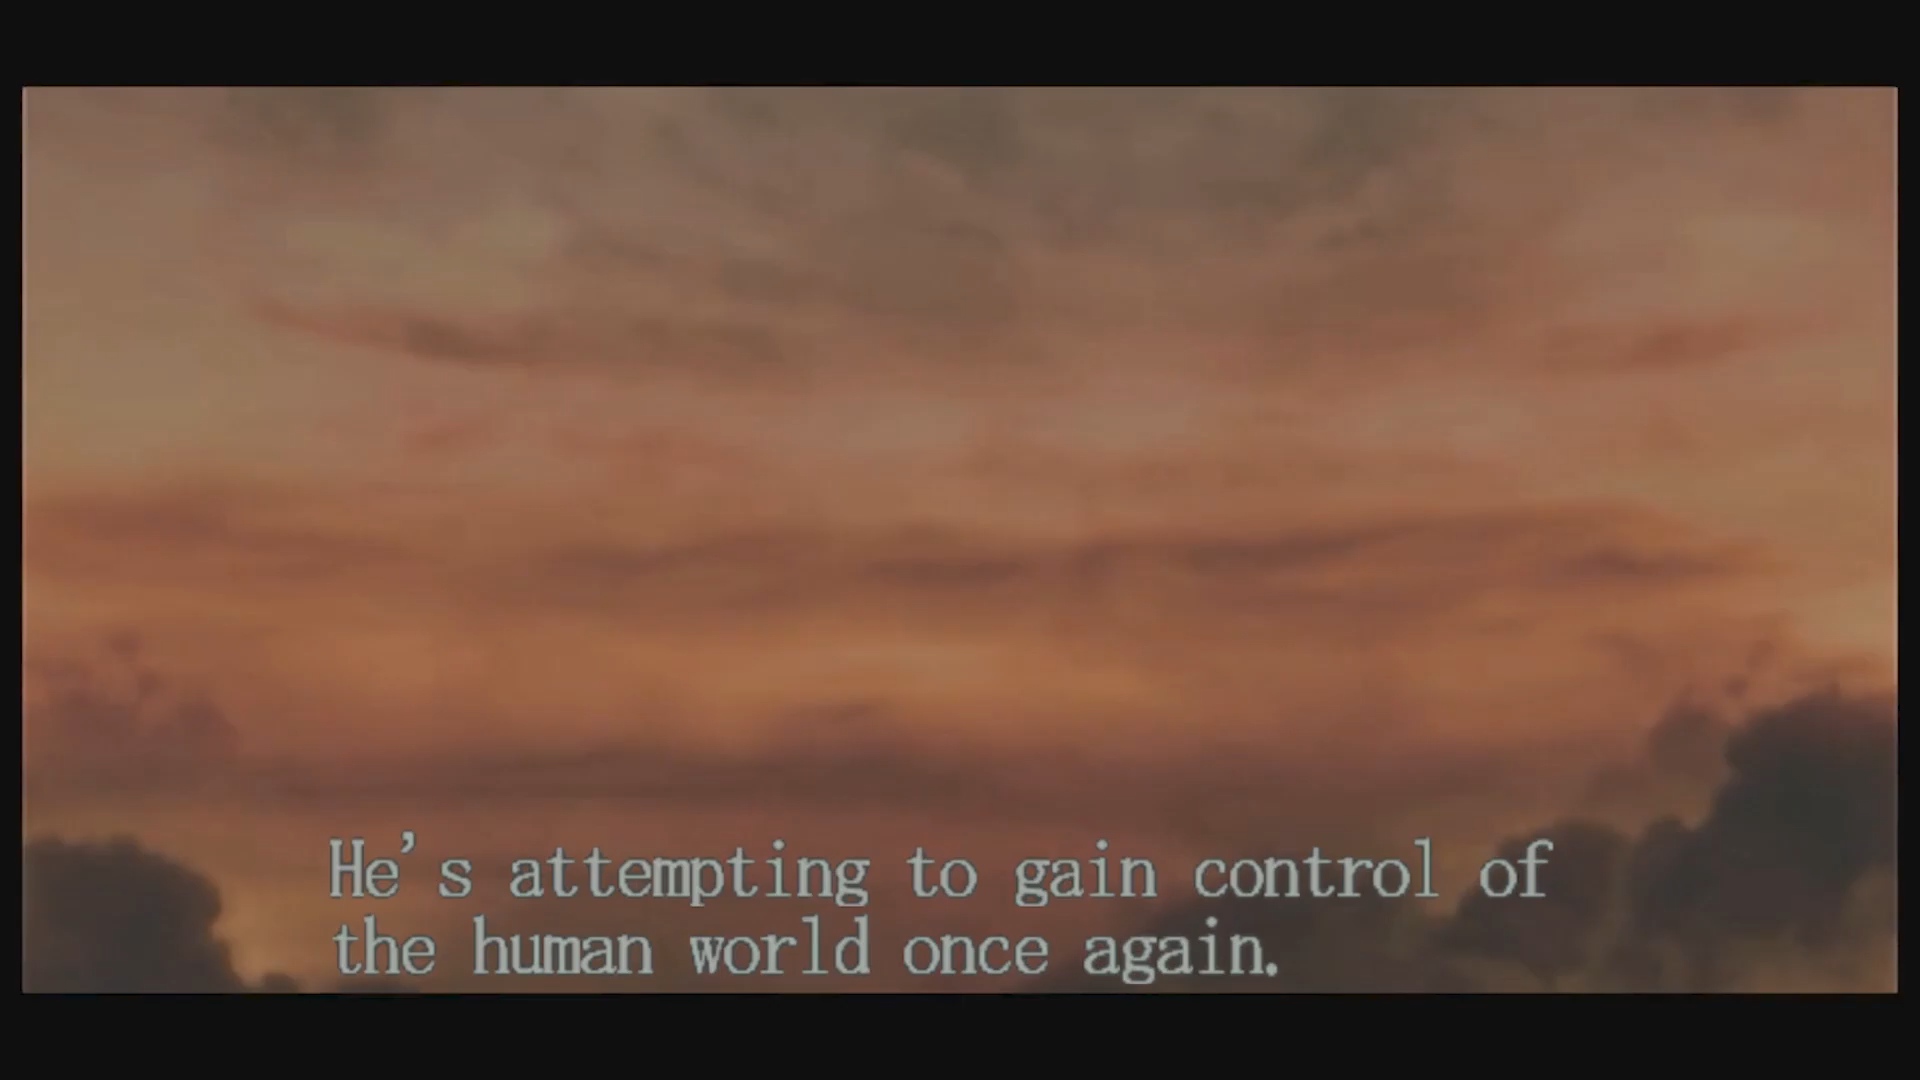 He's attempting to gain control of
the human world once again.